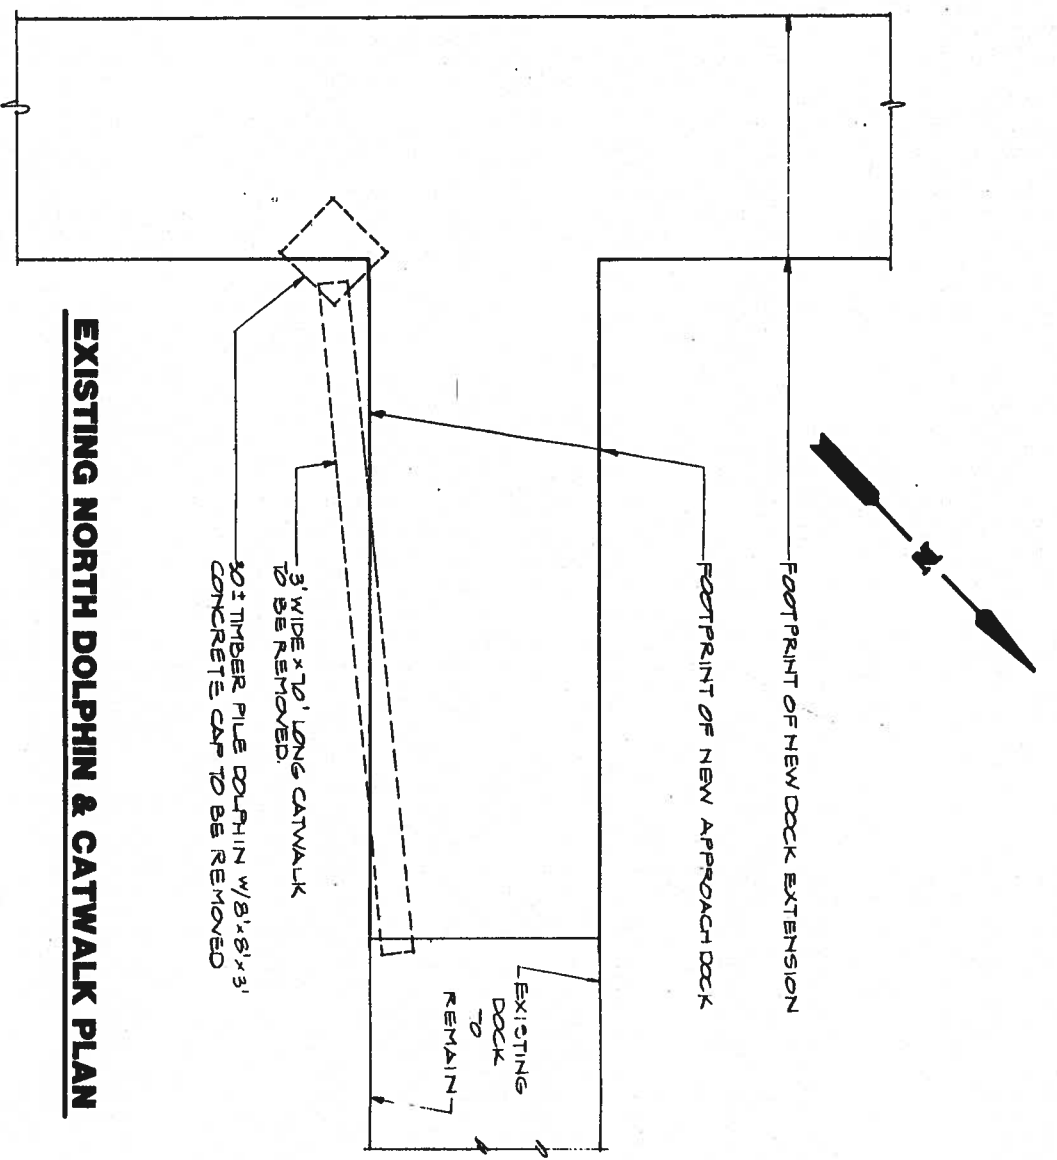 FOOTPRINT OF NEW DOCK EXTENSION
FOOTPRINT OF NEW APPROACH DOCK
N
EXISTING
DOCK
TO
REMAIN
3' WIDE x 70' LONG CATWALK
TO BE REMOVED.
30± TIMBER PILE DOLPHIN W/8'x8'x3'
CONCRETE CAP TO BE REMOVED
EXISTING NORTH DOLPHIN & CATWALK PLAN